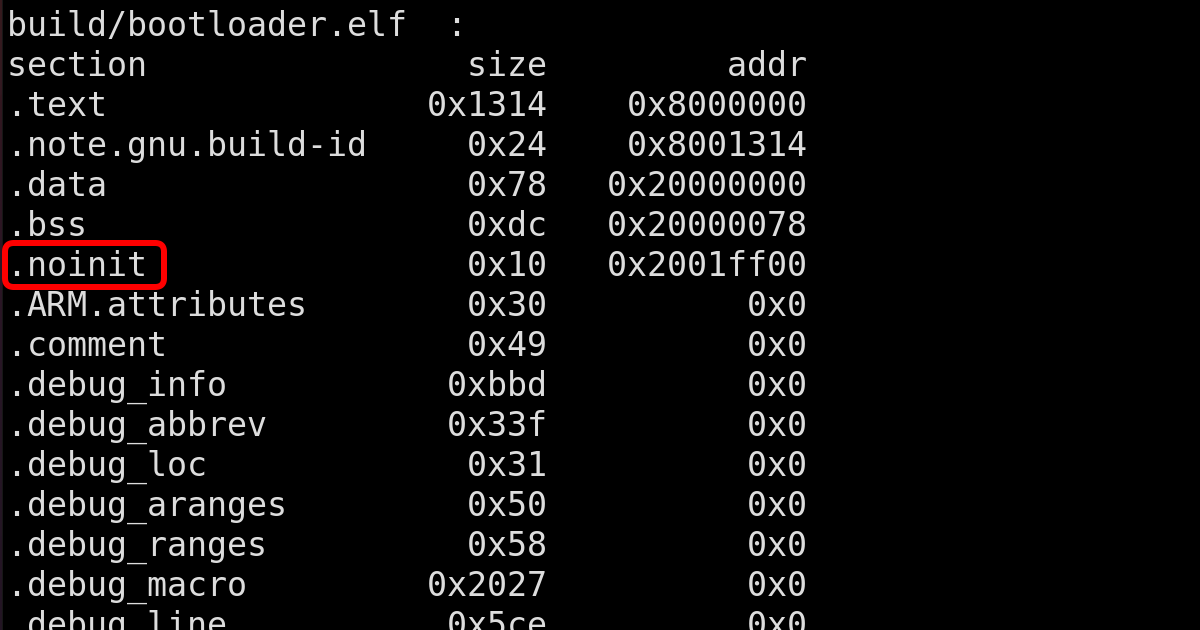 build/bootloader.elf  :
section                size         addr
.text                0x1314    0x8000000
.note.gnu.build-id     0x24    0x8001314
.data                  0x78   0x20000000
.bss                   0xdc   0x20000078
.noinit                0x10   0x2001ff00
.ARM.attributes        0x30          0x0
.comment               0x49          0x0
.debug_info           0xbbd          0x0
.debug_abbrev         0x33f          0x0
.debug_loc             0x31          0x0
.debug_aranges         0x50          0x0
.debug_ranges          0x58          0x0
.debug_macro         0x2027          0x0
.debug_line           0x5ce          0x0